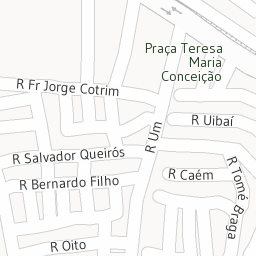 Praça Teresa
Maria
Conceição
R Fr Jorge Cotrim
R Uibaí
R Um
R Salvador Queirós
R Caém
R Tomé Braga
R Bernardo Filho
R Oito